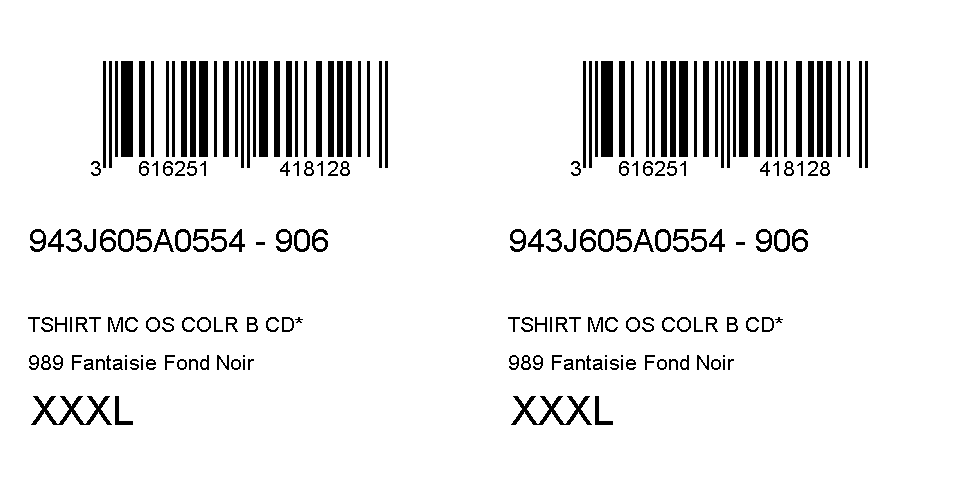 3 616251 418128
943J605A0554 - 906
TSHIRT MC OS COLR B CD*
989 Fantaisie Fond Noir
XXXL
3 616251 418128
943J605A0554 - 906
TSHIRT MC OS COLR B CD*
989 Fantaisie Fond Noir
XXXL